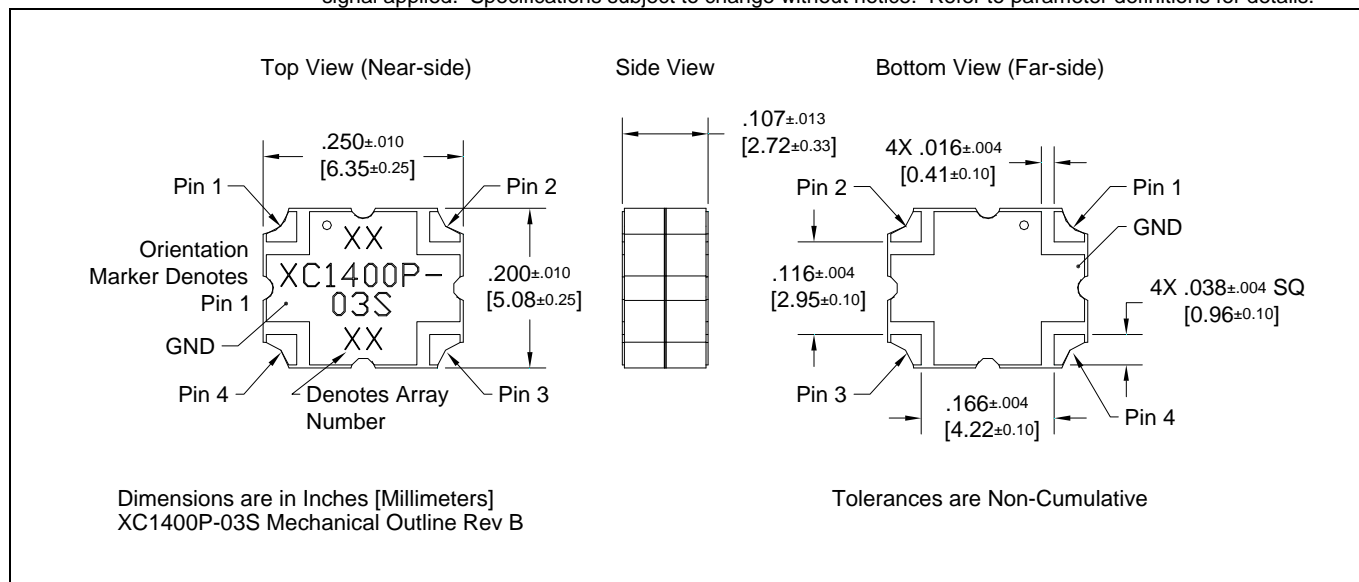 signal applied. Specifications subject to change without notice. Refer to parameter definitions for details.
Top View (Near-side)
Side View
Bottom View (Far-side)
.250±.010
[6.35±0.25]
Pin 1
Pin 2
Orientation
Marker Denotes
Pin 1
XX
XC1400P-
03S
XX
.200±.010
[5.08±0.25]
GND
Pin 4
Denotes Array
Number
Pin 3
.107±.013
[2.72±0.33]
4X .016±.004
[0.41±0.10]
Pin 2
Pin 1
GND
.116±.004
[2.95±0.10]
4X .038±.004 SQ
[0.96±0.10]
Pin 3
.166±.004
[4.22±0.10]
Pin 4
Dimensions are in Inches [Millimeters]
XC1400P-03S Mechanical Outline Rev B
Tolerances are Non-Cumulative